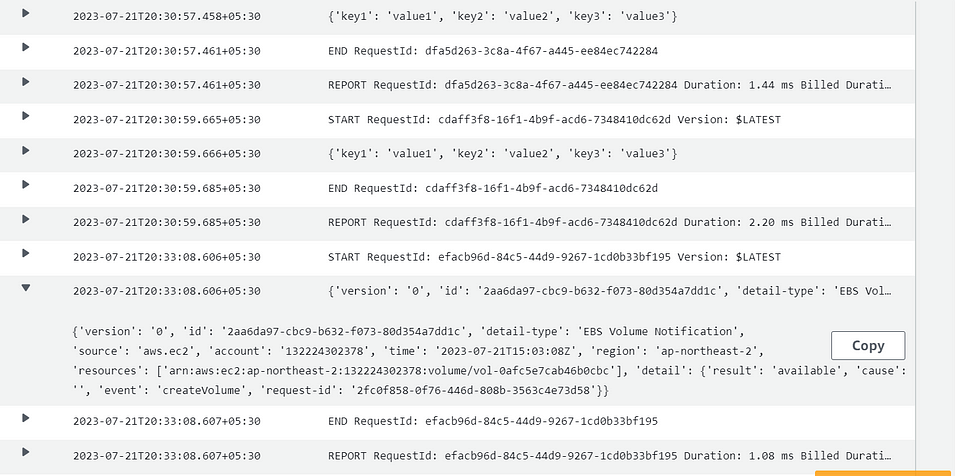 2023-07-21T20:30:57.458+05:30 {'key1': 'value1', 'key2': 'value2', 'key3': 'value3'}
2023-07-21T20:30:57.461+05:30 END RequestId: dfa5d263-3c8a-4f67-a445-ee84ec742284
2023-07-21T20:30:57.461+05:30 REPORT RequestId: dfa5d263-3c8a-4f67-a445-ee84ec742284 Duration: 1.44 ms Billed Durati…
2023-07-21T20:30:59.665+05:30 START RequestId: cdaff3f8-16f1-4b9f-acd6-7348410dc62d Version: $LATEST
2023-07-21T20:30:59.666+05:30 {'key1': 'value1', 'key2': 'value2', 'key3': 'value3'}
2023-07-21T20:30:59.685+05:30 END RequestId: cdaff3f8-16f1-4b9f-acd6-7348410dc62d
2023-07-21T20:30:59.685+05:30 REPORT RequestId: cdaff3f8-16f1-4b9f-acd6-7348410dc62d Duration: 2.20 ms Billed Durati…
2023-07-21T20:33:08.606+05:30 START RequestId: efacb96d-84c5-44d9-9267-1cd0b33bf195 Version: $LATEST
2023-07-21T20:33:08.606+05:30 {'version': '0', 'id': '2aa6da97-cbc9-b632-f073-80d354a7dd1c', 'detail-type': 'EBS Vol…
{'version': '0', 'id': '2aa6da97-cbc9-b632-f073-80d354a7dd1c', 'detail-type': 'EBS Volume Notification',
'source': 'aws.ec2', 'account': '132224302378', 'time': '2023-07-21T15:03:08Z', 'region': 'ap-northeast-2',
'resources': ['arn:aws:ec2:ap-northeast-2:132224302378:volume/vol-0afc5e7cab46b0cbc'], 'detail': {'result': 'available', 'cause':
'', 'event': 'createVolume', 'request-id': '2fc0f858-0f76-446d-808b-3563c4e73d58'}}
Copy
2023-07-21T20:33:08.607+05:30 END RequestId: efacb96d-84c5-44d9-9267-1cd0b33bf195
2023-07-21T20:33:08.607+05:30 REPORT RequestId: efacb96d-84c5-44d9-9267-1cd0b33bf195 Duration: 1.08 ms Billed Durati…